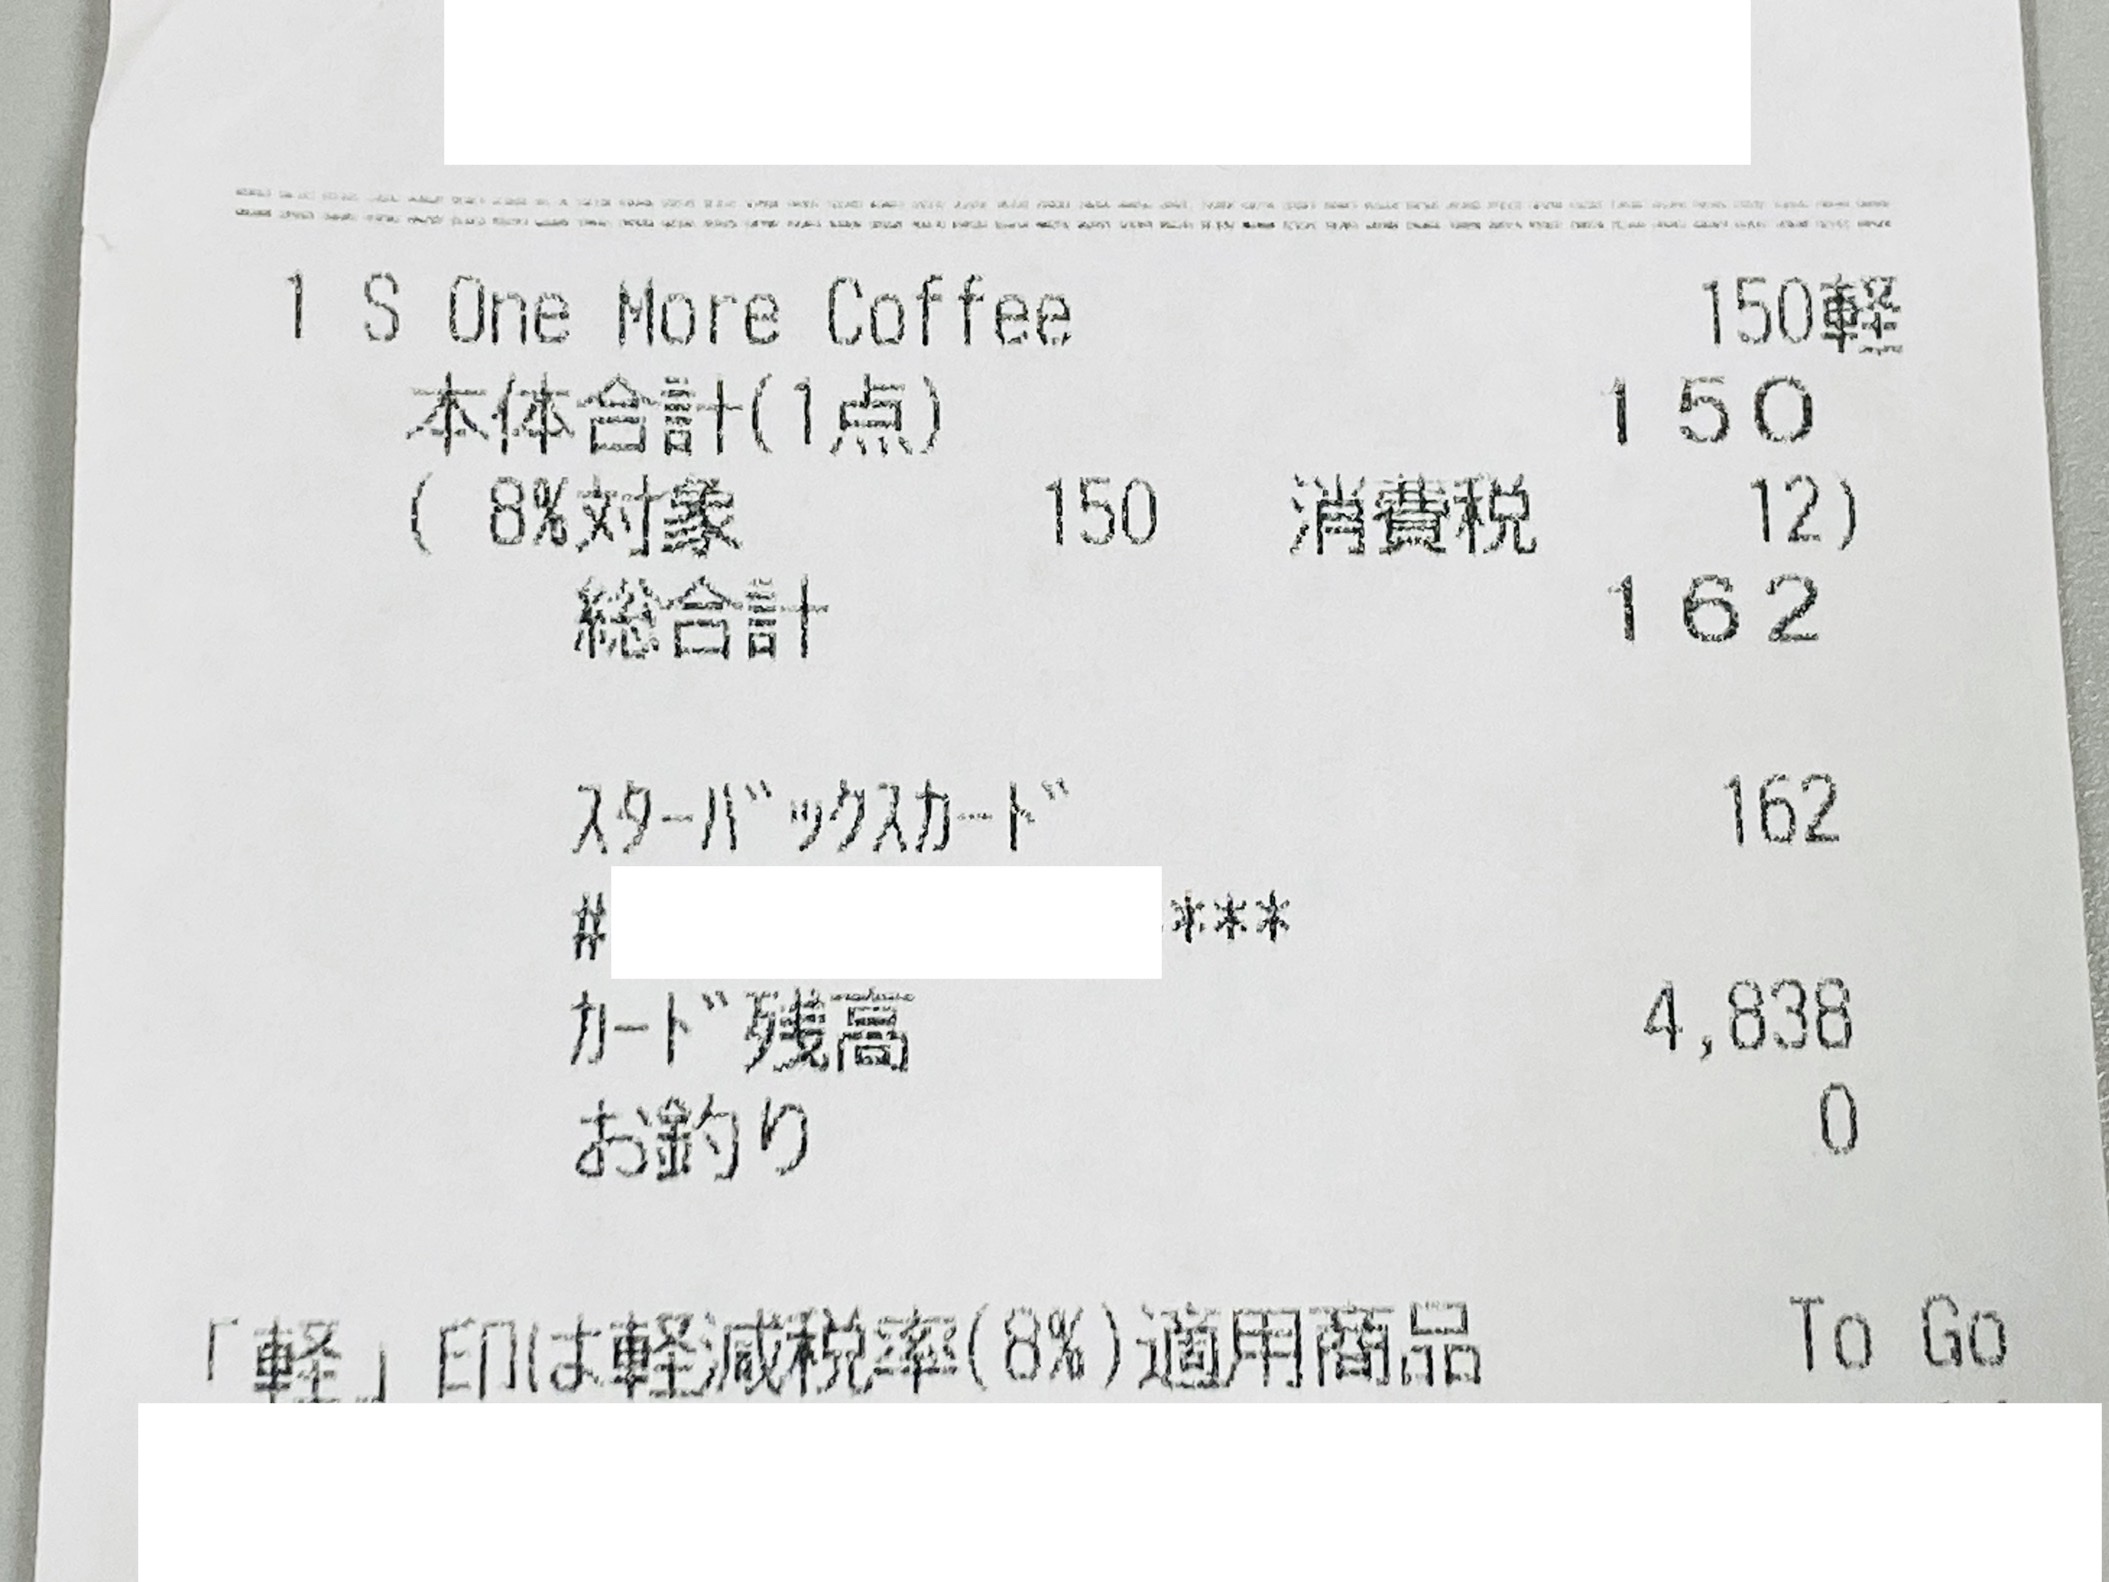 1 S One More Coffee 150軽
本体合計(1点) 150
( 8%対象 150 消費税 12)
総合計 162
ｽﾀｰﾊﾞｯｸｽｶｰﾄﾞ 162
# ***
ｶｰﾄﾞ残高 4,838
お釣り 0
「軽」印は軽減税率(8%)適用商品 To Go